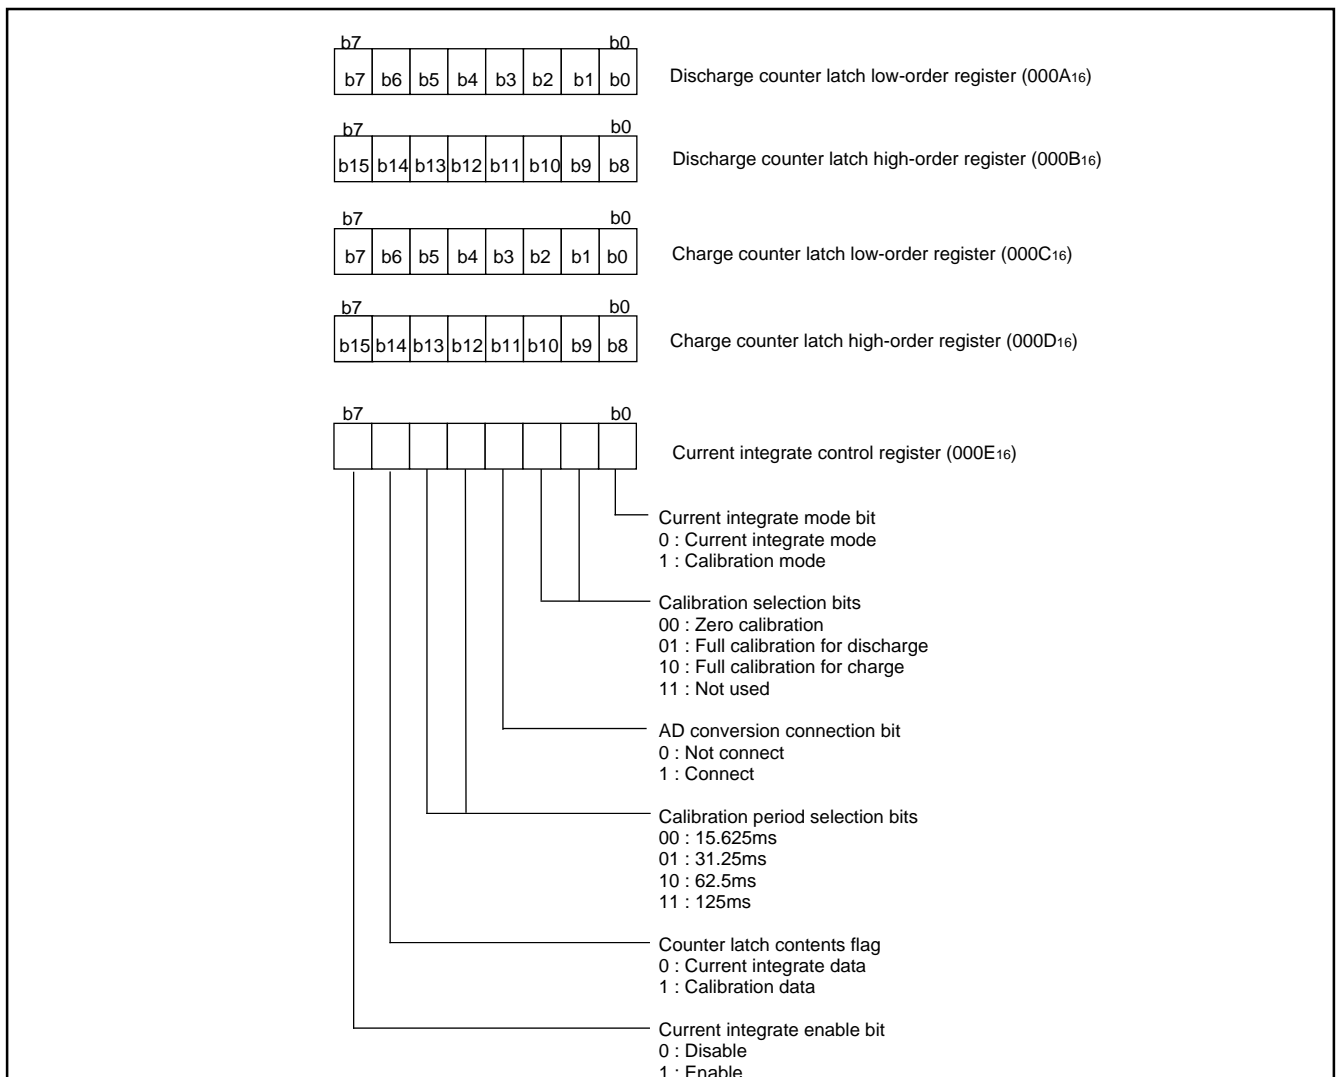 b7 b0
b7 b6 b5 b4 b3 b2 b1 b0 Discharge counter latch low-order register (000A16)
b7 b0
b15 b14 b13 b12 b11 b10 b9 b8 Discharge counter latch high-order register (000B16)
b7 b0
b7 b6 b5 b4 b3 b2 b1 b0 Charge counter latch low-order register (000C16)
b7 b0
b15 b14 b13 b12 b11 b10 b9 b8 Charge counter latch high-order register (000D16)
b7 b0
Current integrate control register (000E16)
Current integrate mode bit
0 : Current integrate mode
1 : Calibration mode
Calibration selection bits
00 : Zero calibration
01 : Full calibration for discharge
10 : Full calibration for charge
11 : Not used
AD conversion connection bit
0 : Not connect
1 : Connect
Calibration period selection bits
00 : 15.625ms
01 : 31.25ms
10 : 62.5ms
11 : 125ms
Counter latch contents flag
0 : Current integrate data
1 : Calibration data
Current integrate enable bit
0 : Disable
1 : Enable